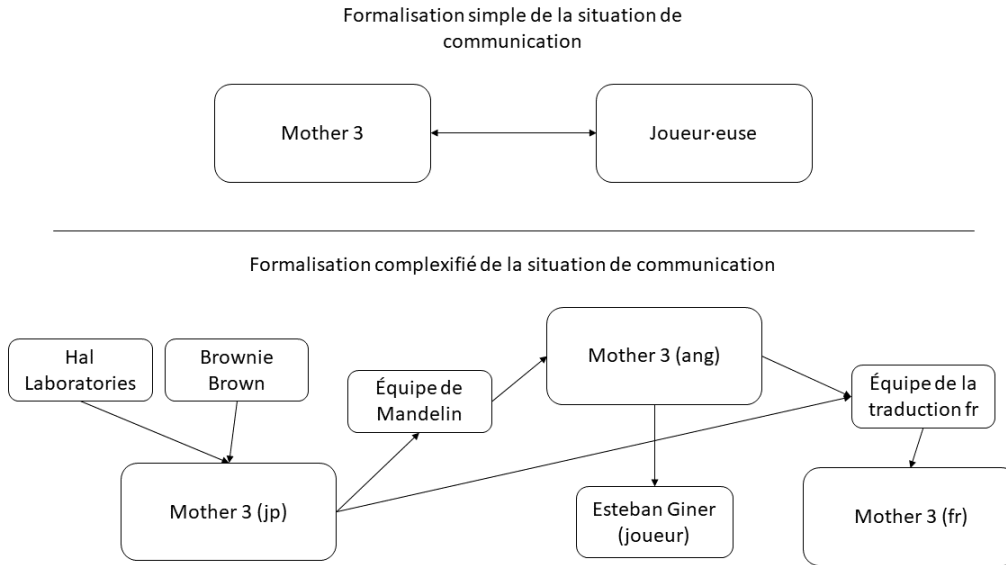 Formalisation simple de la situation de
communication
Mother 3
Joueur·euse
Formalisation complexifié de la situation de communication
Hal
Laboratories
Brownie
Brown
Équipe de
Mandelin
Mother 3 (ang)
Équipe de la
traduction fr
Mother 3 (jp)
Esteban Giner
(joueur)
Mother 3 (fr)